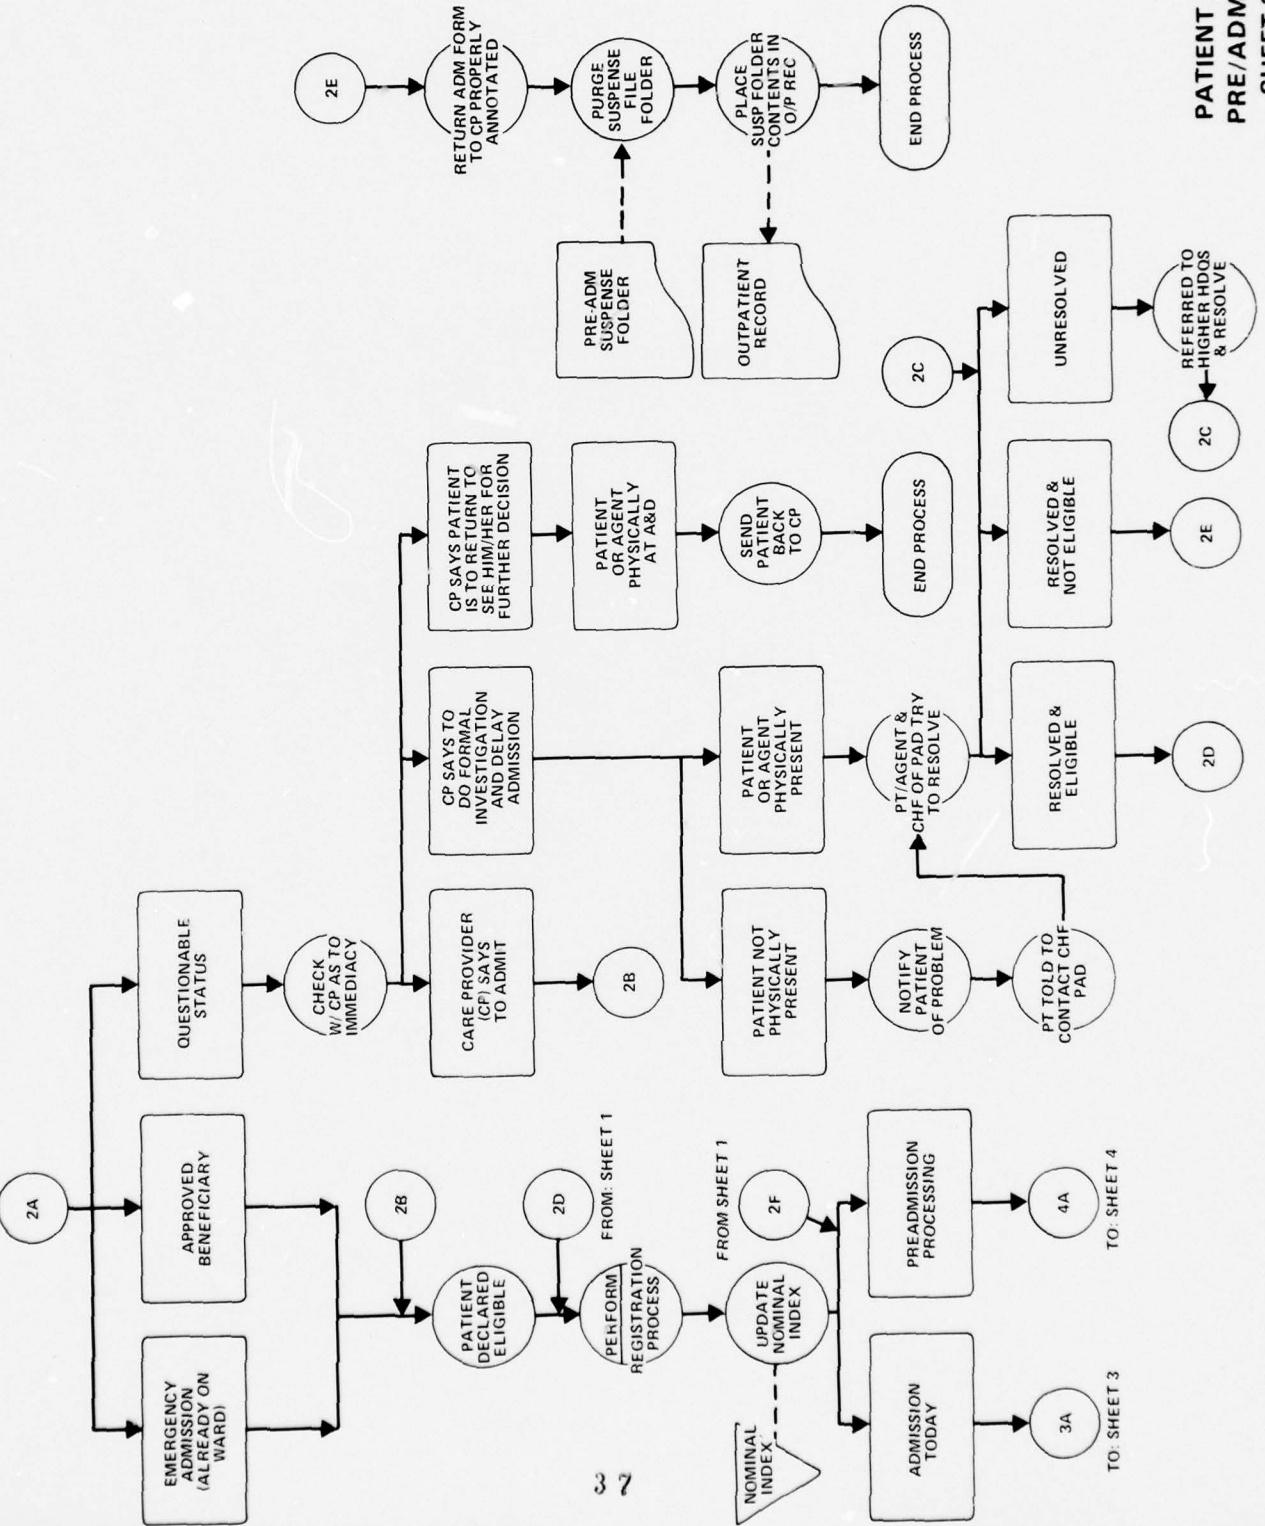 2A
EMERGENCY
ADMISSION
(ALREADY ON
WARD)
APPROVED
BENEFICIARY
QUESTIONABLE
STATUS
CHECK
W/ CP AS TO
IMMEDIACY
2B
PATIENT
DECLARED
ELIGIBLE
2D
FROM: SHEET 1
PERFORM
REGISTRATION
PROCESS
FROM SHEET 1
2F
UPDATE
NOMINAL
INDEX
NOMINAL
INDEX
ADMISSION
TODAY
PREADMISSION
PROCESSING
3A
TO: SHEET 3
4A
TO: SHEET 4
CARE PROVIDER
(CP) SAYS
TO ADMIT
2B
CP SAYS TO
DO FORMAL
INVESTIGATION
AND DELAY
ADMISSION
CP SAYS PATIENT
IS TO RETURN TO
SEE HIM/HER FOR
FURTHER DECISION
PATIENT
OR AGENT
PHYSICALLY
AT A&D
SEND
PATIENT
BACK
TO CP
END PROCESS
PATIENT NOT
PHYSICALLY
PRESENT
PATIENT
OR AGENT
PHYSICALLY
PRESENT
NOTIFY
PATIENT
OF PROBLEM
PT TOLD TO
CONTACT CHF
PAD
PT/AGENT &
CHF OF PAD TRY
TO RESOLVE
2C
RESOLVED &
ELIGIBLE
RESOLVED &
NOT ELIGIBLE
UNRESOLVED
2D
2E
REFERRED TO
HIGHER HDQS
& RESOLVE
2C
2E
RETURN ADM FORM
TO CP PROPERLY
ANNOTATED
PURGE
SUSPENSE
FILE
FOLDER
PRE-ADM
SUSPENSE
FOLDER
PLACE
SUSP FOLDER
CONTENTS IN
O/P REC
OUTPATIENT
RECORD
END PROCESS
PATIENT
PRE/ADM
37